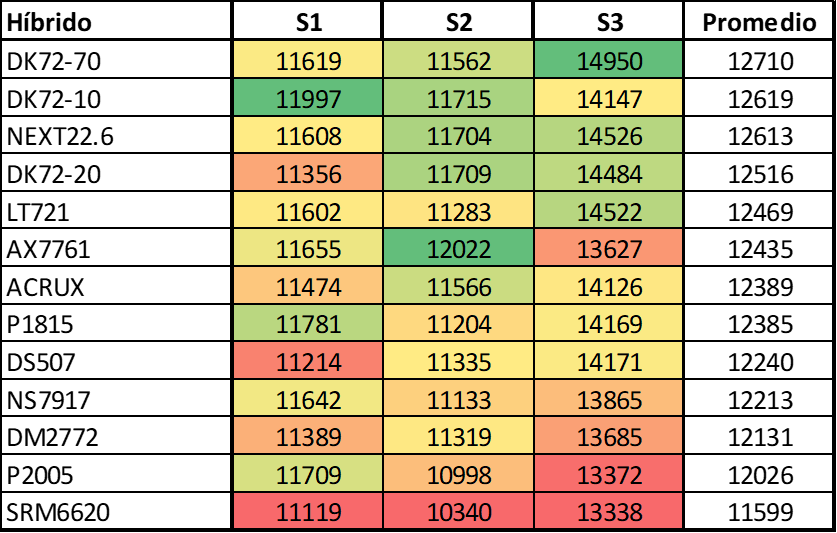 Híbrido S1 S2 S3 Promedio
DK72-70 11619 11562 14950 12710
DK72-10 11997 11715 14147 12619
NEXT22.6 11608 11704 14526 12613
DK72-20 11356 11709 14484 12516
LT721 11602 11283 14522 12469
AX7761 11655 12022 13627 12435
ACRUX 11474 11566 14126 12389
P1815 11781 11204 14169 12385
DS507 11214 11335 14171 12240
NS7917 11642 11133 13865 12213
DM2772 11389 11319 13685 12131
P2005 11709 10998 13372 12026
SRM6620 11119 10340 13338 11599